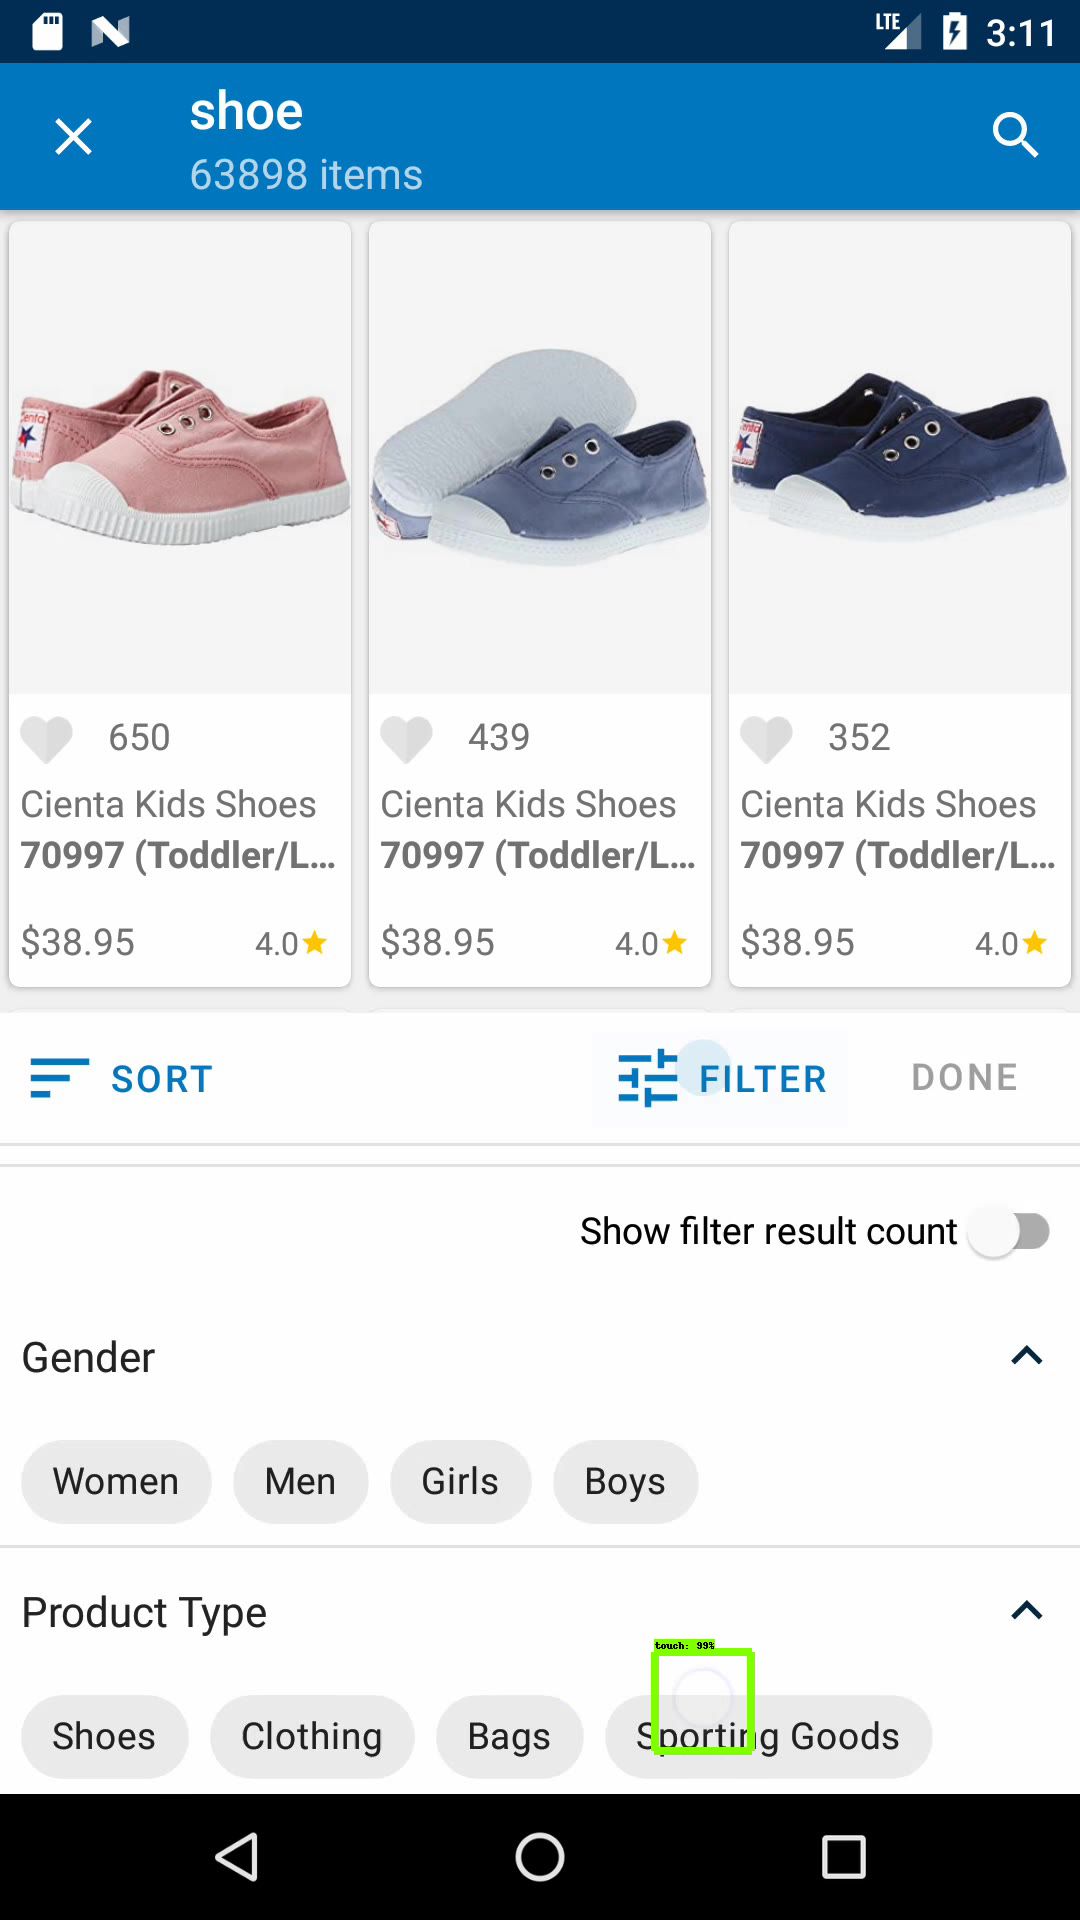 LTE 3:11
shoe
63898 items
650
Cienta Kids Shoes
70997 (Toddler/L...
$38.95 4.0
439
Cienta Kids Shoes
70997 (Toddler/L...
$38.95 4.0
352
Cienta Kids Shoes
70997 (Toddler/L...
$38.95 4.0
SORT FILTER DONE
Show filter result count
Gender
Women Men Girls Boys
Product Type
touch: 99%
Shoes Clothing Bags Sporting Goods